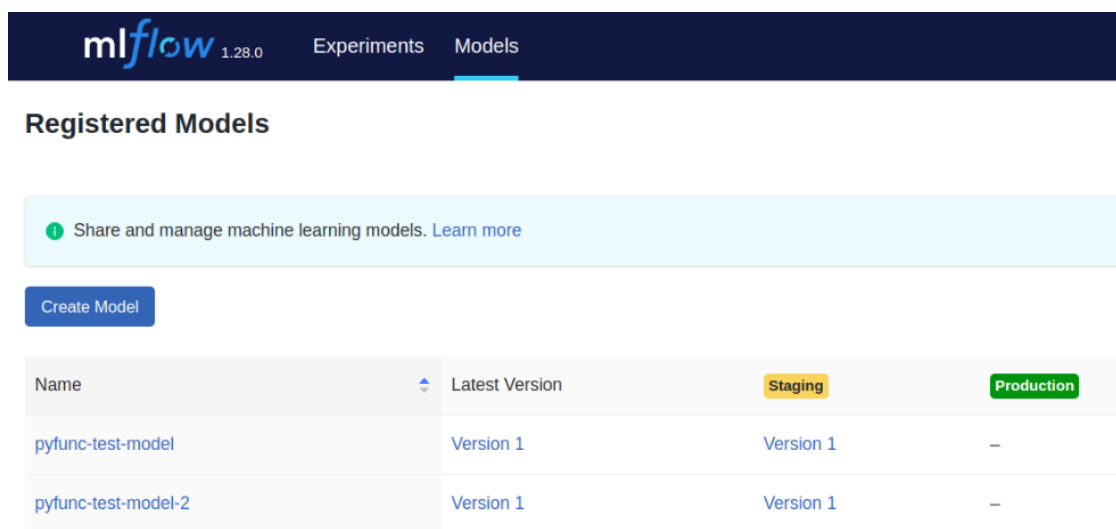 mlflow 1.28.0 Experiments Models
Registered Models
Share and manage machine learning models. Learn more
Create Model
Name Latest Version Staging Production
pyfunc-test-model Version 1 Version 1 –
pyfunc-test-model-2 Version 1 Version 1 –